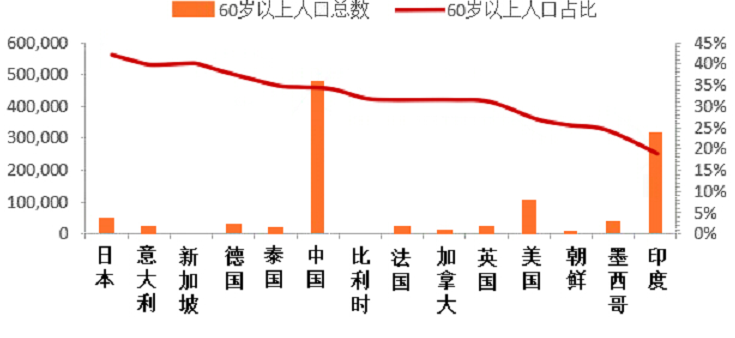 60岁以上人口总数 60岁以上人口占比
600,000
500,000
400,000
300,000
200,000
100,000
0
45%
40%
35%
30%
25%
20%
15%
10%
5%
0%
日本
意大利
新加坡
德国
泰国
中国
比利时
法国
加拿大
英国
美国
朝鲜
墨西哥
印度